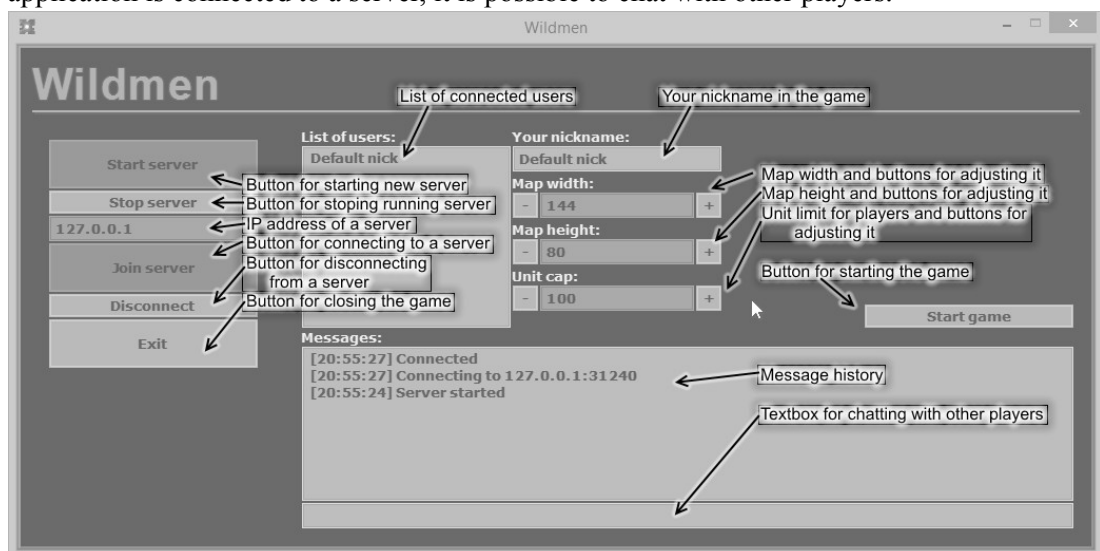 application is connected to a server, it is possible to chat with other players.
Wildmen
Wildmen
List of connected users
Your nickname in the game
List of users:
Your nickname:
Start server
Default nick
Default nick
Button for starting new server
Map width:
Map width and buttons for adjusting it
Stop server
Button for stoping running server
- 144 +
Map height and buttons for adjusting it
127.0.0.1
IP address of a server
Map height:
Unit limit for players and buttons for
adjusting it
Button for connecting to a server
- 80 +
Join server
Button for disconnecting
from a server
Unit cap:
Button for starting the game
Disconnect
Button for closing the game
- 100 +
Start game
Exit
Messages:
[20:55:27] Connected
[20:55:27] Connecting to 127.0.0.1:31240
[20:55:24] Server started
Message history
Textbox for chatting with other players